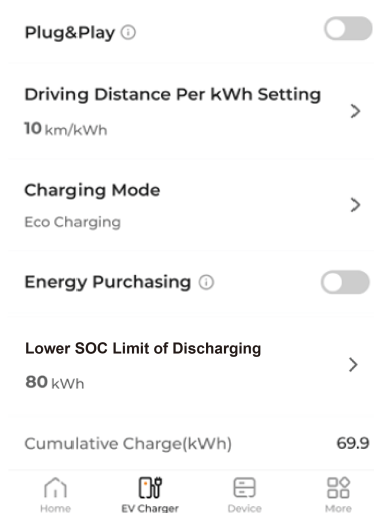 Plug&Play
Driving Distance Per kWh Setting
10 km/kWh
Charging Mode
Eco Charging
Energy Purchasing
Lower SOC Limit of Discharging
80 kWh
Cumulative Charge(kWh) 69.9
Home EV Charger Device More